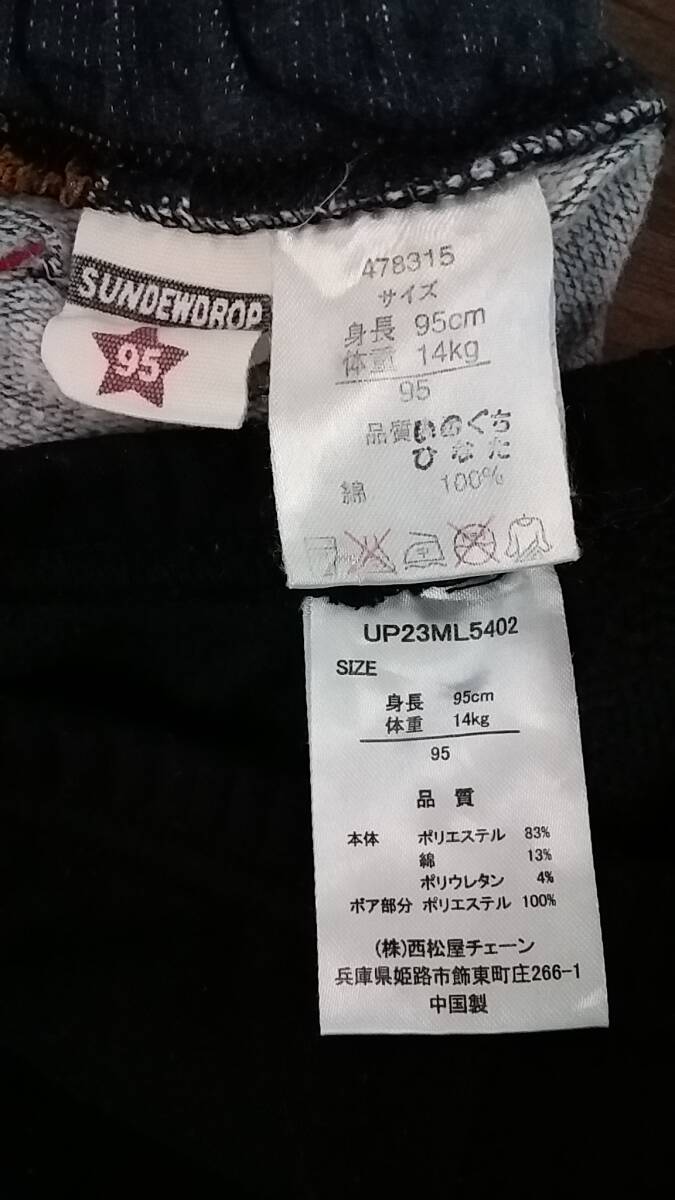 SUNDEWDROP
95
478315
サイズ
身長 95cm
体重 14kg
95
品質
いのぐち
ひなた
綿 100%
UP23ML5402
SIZE
身長 95cm
体重 14kg
95
品 質
本体 ポリエステル 83%
綿 13%
ポリウレタン 4%
ボア部分 ポリエステル 100%
(株)西松屋チェーン
兵庫県姫路市飾東町庄266-1
中国製